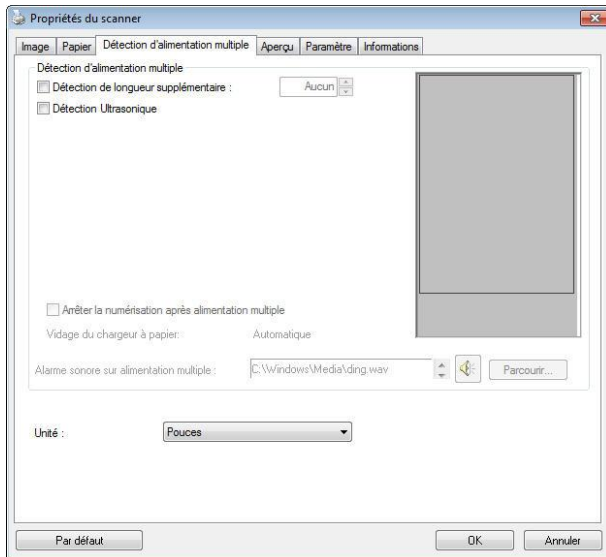 Propriétés du scanner
Image Papier Détection d'alimentation multiple Aperçu Paramètre Informations
Détection d'alimentation multiple
Détection de longueur supplémentaire : Aucun
Détection Ultrasonique
Arrêter la numérisation après alimentation multiple
Vidage du chargeur à papier: Automatique
Alarme sonore sur alimentation multiple : C:\Windows\Media\ding.wav Parcourir...
Unité : Pouces
Par défaut OK Annuler